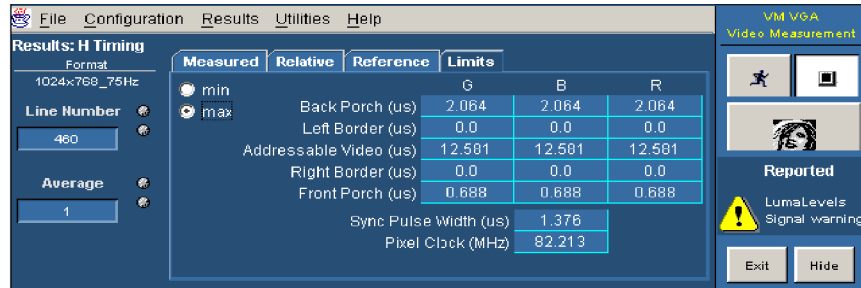 File Configuration Results Utilities Help
VM VGA
Video Measurement
Results: H Timing
Format
1024x768_75Hz
Line Number
460
Average
1
Measured Relative Reference Limits
min
max
G B R
Back Porch (us) 2.064 2.064 2.064
Left Border (us) 0.0 0.0 0.0
Addressable Video (us) 12.581 12.581 12.581
Right Border (us) 0.0 0.0 0.0
Front Porch (us) 0.688 0.688 0.688
Sync Pulse Width (us) 1.376
Pixel Clock (MHz) 82.213
Reported
LumaLevels
Signal warning
Exit Hide